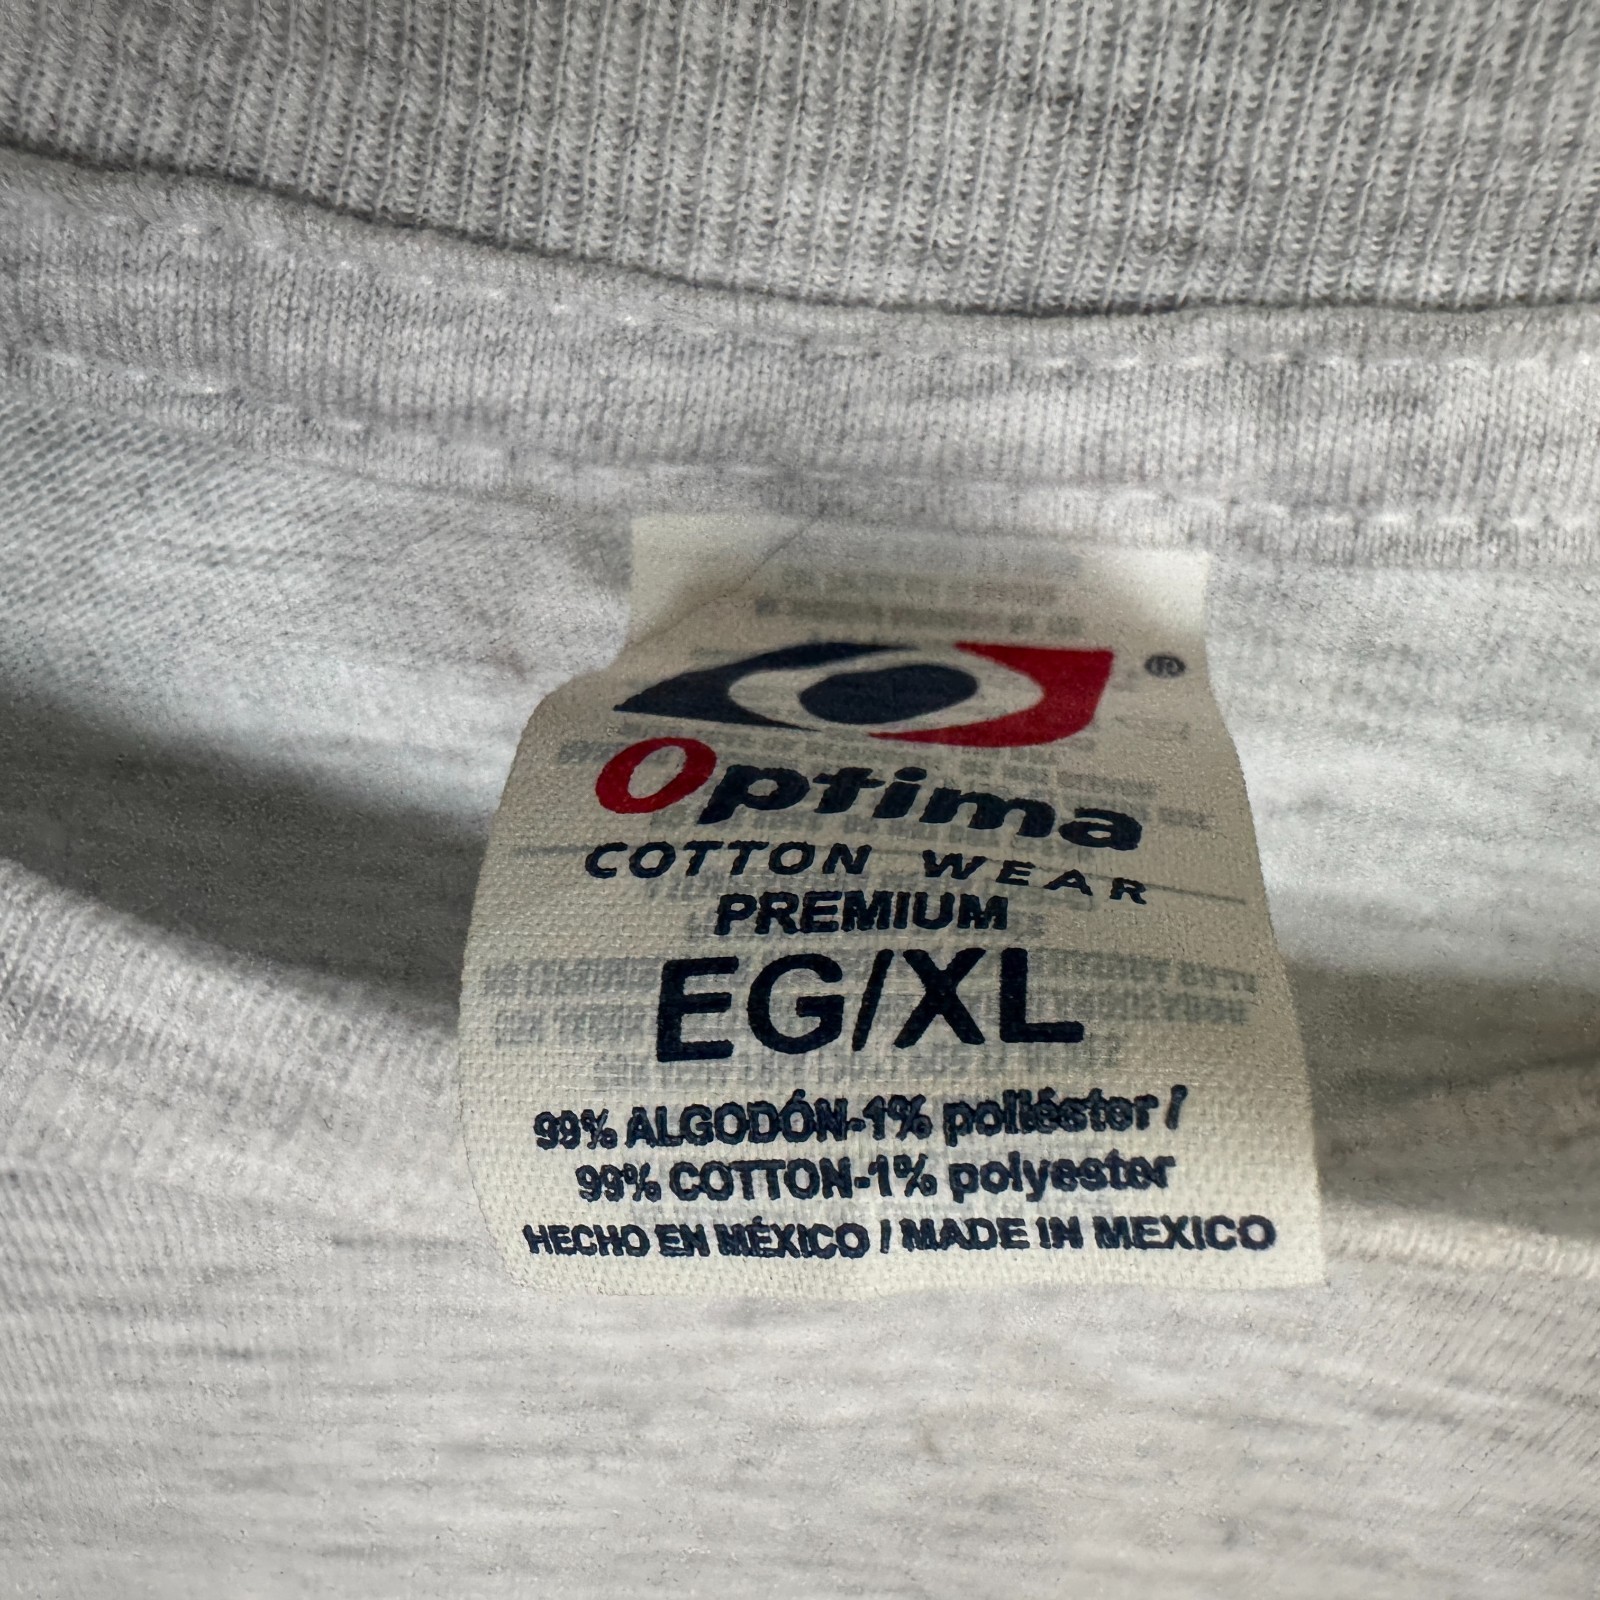 ®
Optima
COTTON WEAR
PREMIUM
EG/XL
99% ALGODÓN-1% poliéster /
99% COTTON-1% polyester
HECHO EN MÉXICO / MADE IN MEXICO